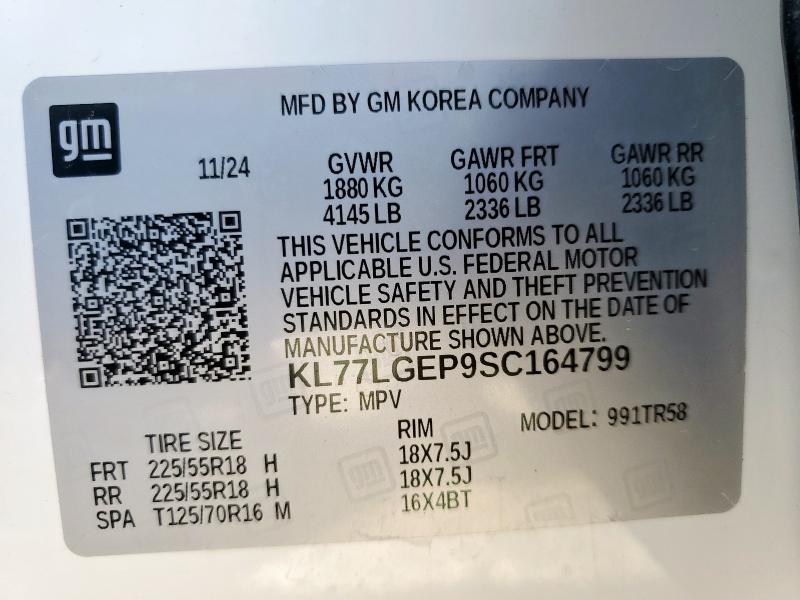 MFD BY GM KOREA COMPANY
gm
11/24
GVWR GAWR FRT GAWR RR
1880 KG 1060 KG 1060 KG
4145 LB 2336 LB 2336 LB
THIS VEHICLE CONFORMS TO ALL
APPLICABLE U.S. FEDERAL MOTOR
VEHICLE SAFETY AND THEFT PREVENTION
STANDARDS IN EFFECT ON THE DATE OF
MANUFACTURE SHOWN ABOVE.
KL77LGEP9SC164799
TYPE: MPV MODEL: 991TR58
TIRE SIZE RIM
FRT 225/55R18 H 18X7.5J
RR 225/55R18 H 18X7.5J
SPA T125/70R16 M 16X4BT
gm